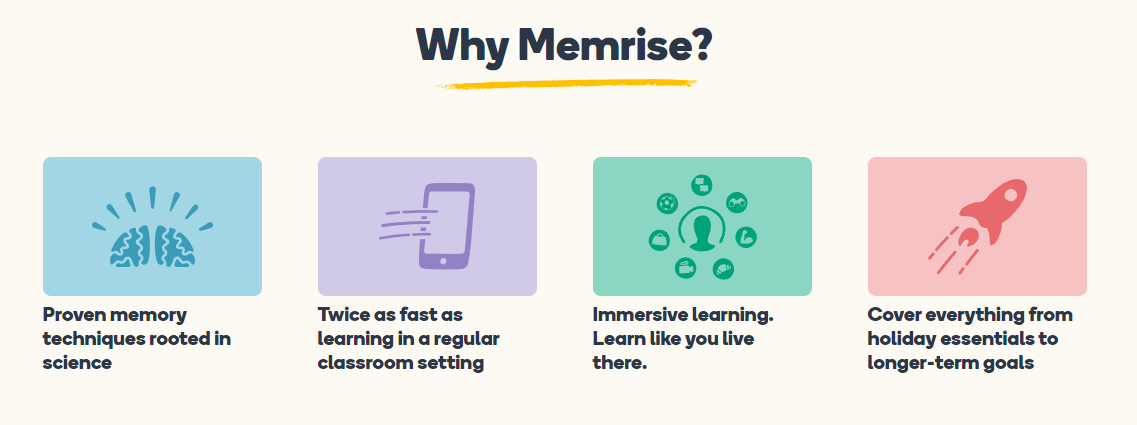 Why Memrise?
Proven memory
techniques rooted in
science
Twice as fast as
learning in a regular
classroom setting
Immersive learning.
Learn like you live
there.
Cover everything from
holiday essentials to
longer-term goals